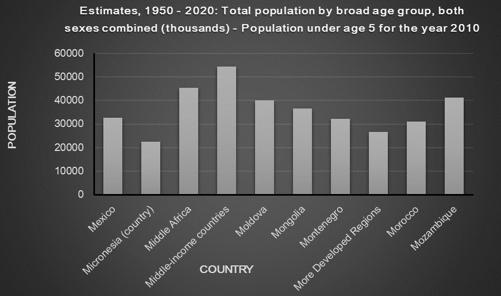 Estimates, 1950 - 2020: Total population by broad age group, both
sexes combined (thousands) - Population under age 5 for the year 2010
POPULATION
60000
50000
40000
30000
20000
10000
0
Mexico
Micronesia (country)
Middle Africa
Middle-income countries
Moldova
Mongolia
Montenegro
More Developed Regions
Morocco
Mozambique
COUNTRY